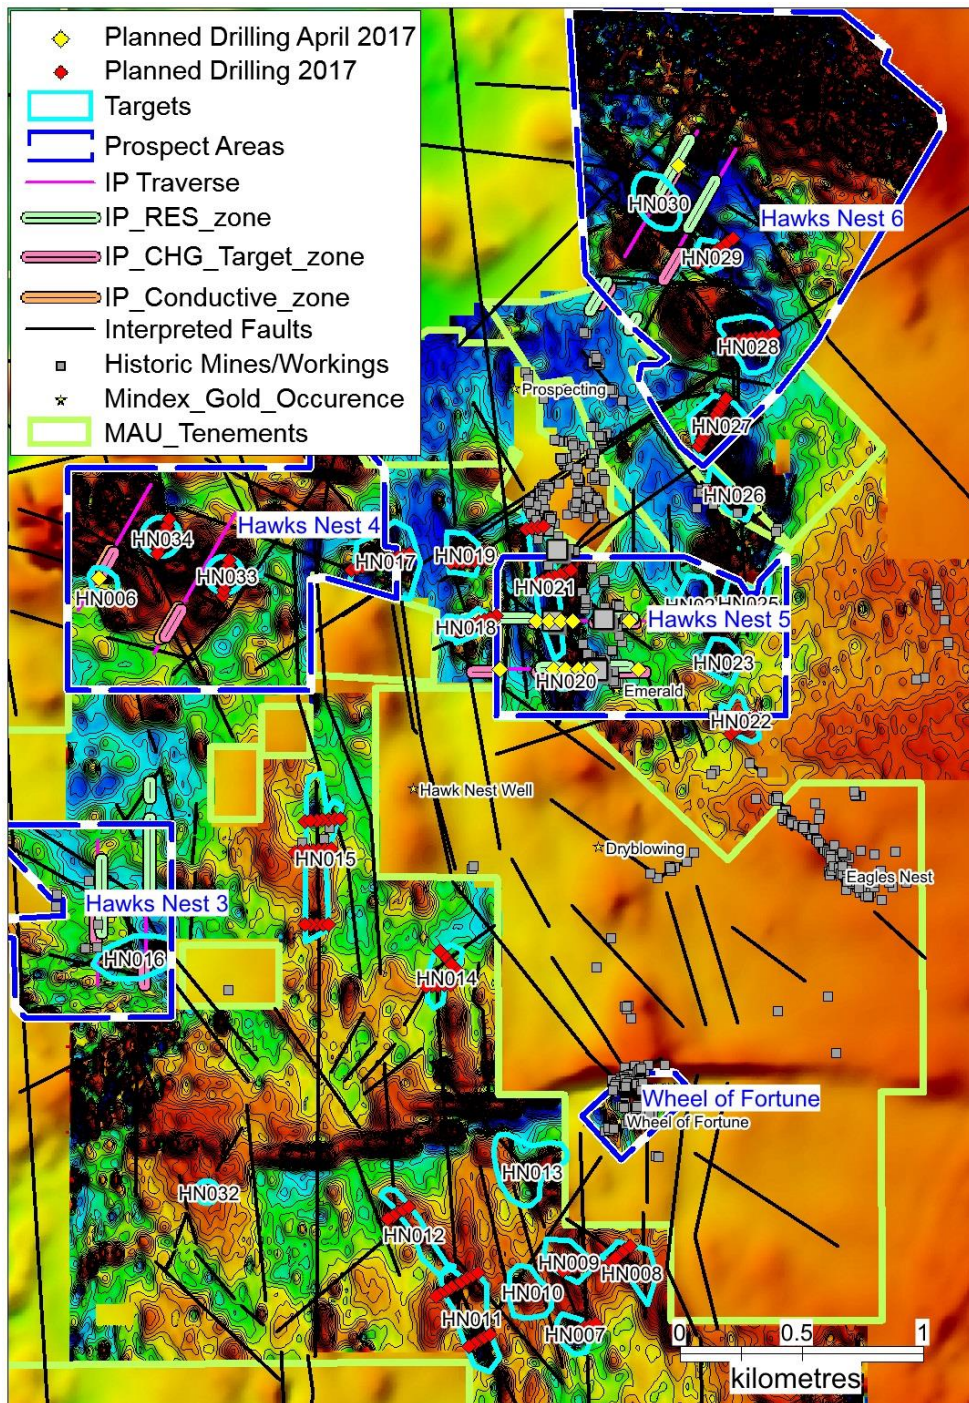 Planned Drilling April 2017
Planned Drilling 2017
Targets
Prospect Areas
IP Traverse
IP_RES_zone
IP_CHG_Target_zone
IP_Conductive_zone
Interpreted Faults
Historic Mines/Workings
Mindex_Gold_Occurence
MAU_Tenements
HN030
Hawks Nest 6
HN029
HN028
Prospecting
HN027
HN026
Hawks Nest 4
HN034
HN019
HN017
HN033
HN006
HN021
HN025
HN018
Hawks Nest 5
HN023
HN020
Emerald
HN022
Hawk Nest Well
Dryblowing
HN015
Eagles Nest
Hawks Nest 3
HN016
HN014
Wheel of Fortune
Wheel of Fortune
HN013
HN032
HN012
HN009
HN008
HN010
HN011
HN007
0 0.5 1
kilometres